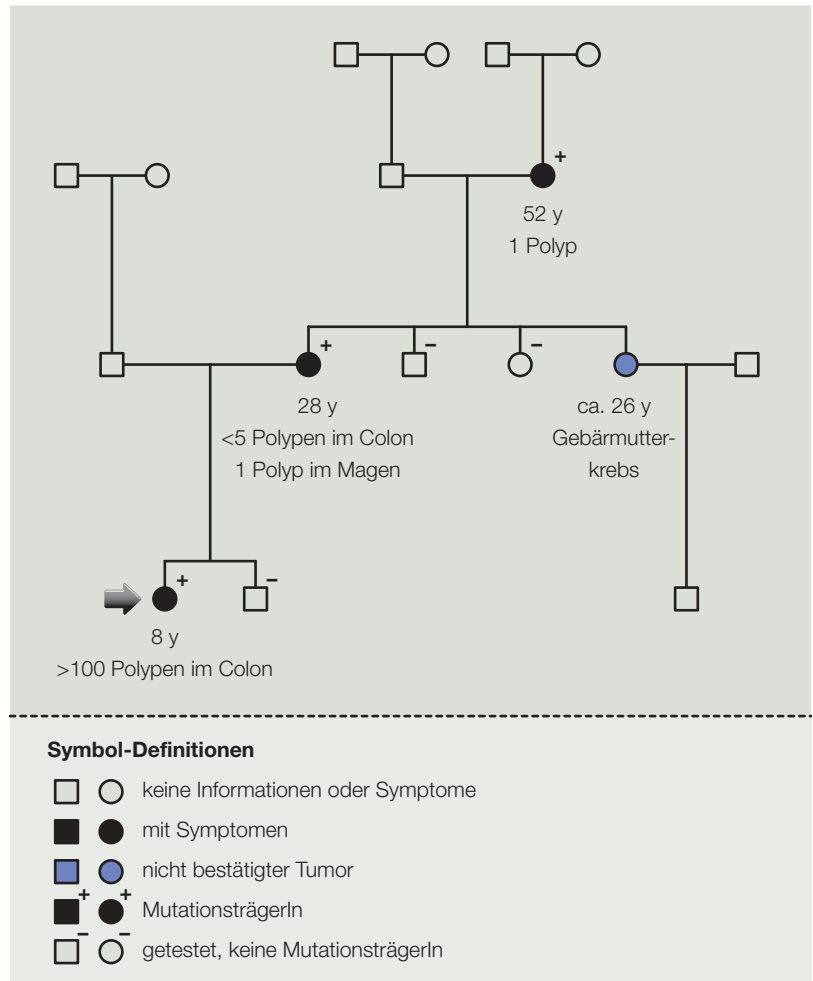 +
52 y
1 Polyp
+
–
–
28 y
<5 Polypen im Colon
1 Polyp im Magen
ca. 26 y
Gebärmutter-
krebs
+
–
8 y
>100 Polypen im Colon
Symbol-Definitionen
keine Informationen oder Symptome
mit Symptomen
nicht bestätigter Tumor
+ + MutationsträgerIn
– – getestet, keine MutationsträgerIn